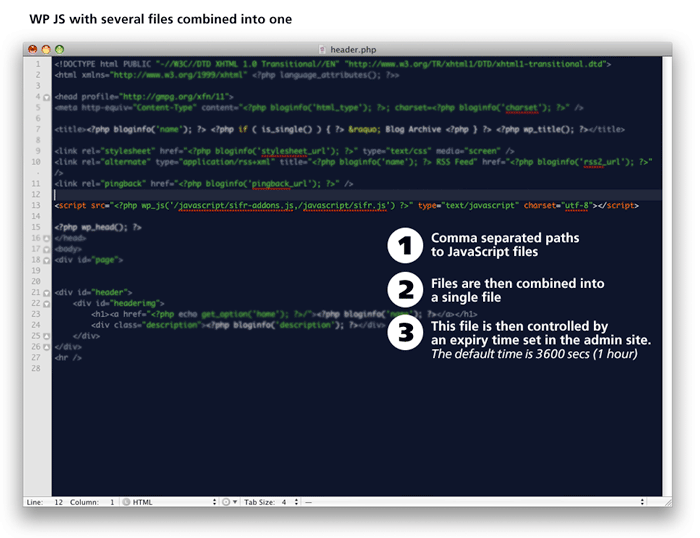 WP JS with several files combined into one
header.php
1 <!DOCTYPE html PUBLIC "-//W3C//DTD XHTML 1.0 Transitional//EN" "http://www.w3.org/TR/xhtml1/DTD/xhtml1-transitional.dtd">
2 <html xmlns="http://www.w3.org/1999/xhtml" <?php language_attributes(); ?>>
3
4 <head profile="http://gmpg.org/xfn/11">
5 <meta http-equiv="Content-Type" content="<?php bloginfo('html_type'); ?>; charset=<?php bloginfo('charset'); ?>" />
6
7 <title><?php bloginfo('name'); ?> <?php if ( is_single() ) { ?> &raquo; Blog Archive <?php } ?> <?php wp_title(); ?></title>
8
9 <link rel="stylesheet" href="<?php bloginfo('stylesheet_url'); ?>" type="text/css" media="screen" />
10 <link rel="alternate" type="application/rss+xml" title="<?php bloginfo('name'); ?> RSS Feed" href="<?php bloginfo('rss2_url'); ?>"
/>
11 <link rel="pingback" href="<?php bloginfo('pingback_url'); ?>" />
12
13 <script src="<?php wp_js('/javascript/sifr-addons.js,/javascript/sifr.js') ?>" type="text/javascript" charset="utf-8"></script>
14
15 <?php wp_head(); ?>
16 </head>
17 <body>
18 <div id="page">
19
20
21 <div id="header">
22 <div id="headerimg">
23 <h1><a href="<?php echo get_option('home'); ?>/"><?php bloginfo('name'); ?></a></h1>
24 <div class="description"><?php bloginfo('description'); ?></div>
25 </div>
26 </div>
27 <hr />
28
1 Comma separated paths
to JavaScript files
2 Files are then combined into
a single file
3 This file is then controlled by
an expiry time set in the admin site.
The default time is 3600 secs (1 hour)
Line: 12 Column: 1 HTML Tab Size: 4 —